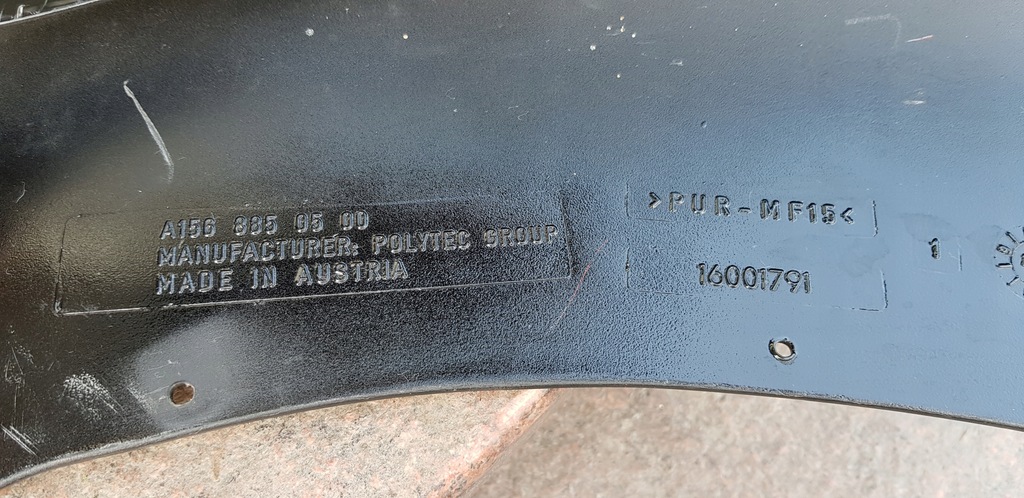 A156 885 05 00
MANUFACTURER: POLYTEC GROUP
MADE IN AUSTRIA
>PUR-MF15<
16001791
1